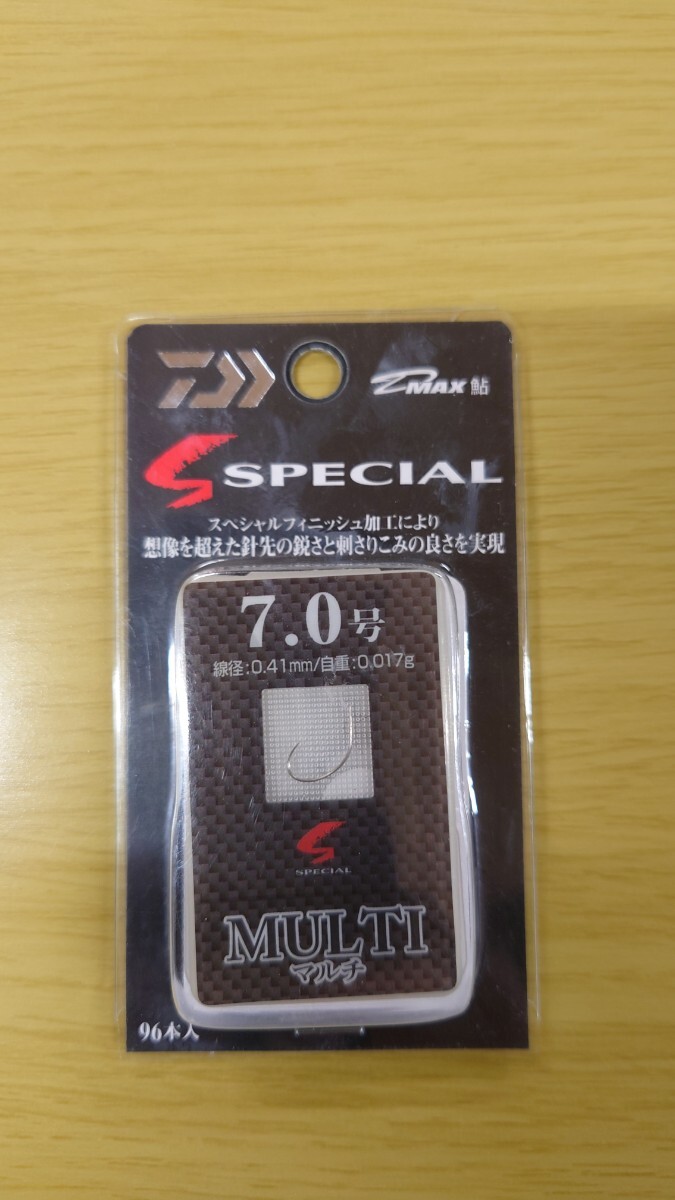 D-MAX 鮎
S SPECIAL
スペシャルフィニッシュ加工により
想像を超えた針先の鋭さと刺さりこみの良さを実現
7.0号
線径:0.41mm/自重:0.017g
S
SPECIAL
MULTI
マルチ
96本入